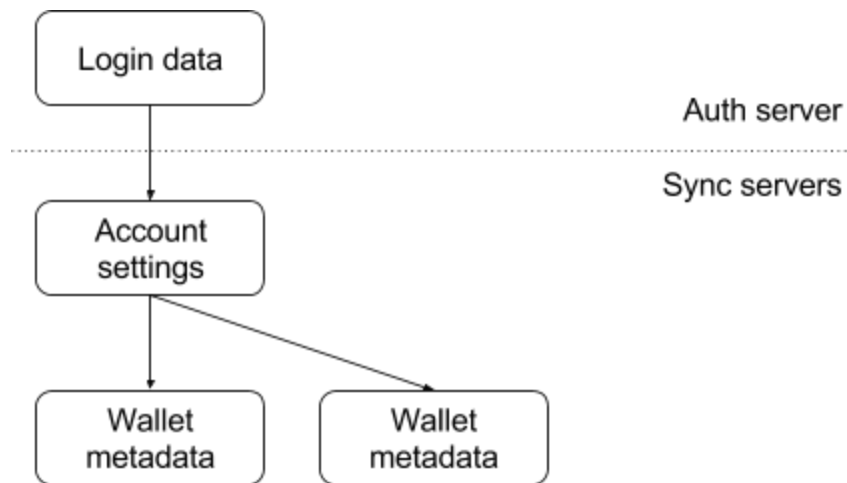 Login data
Auth server
Sync servers
Account
settings
Wallet
metadata
Wallet
metadata